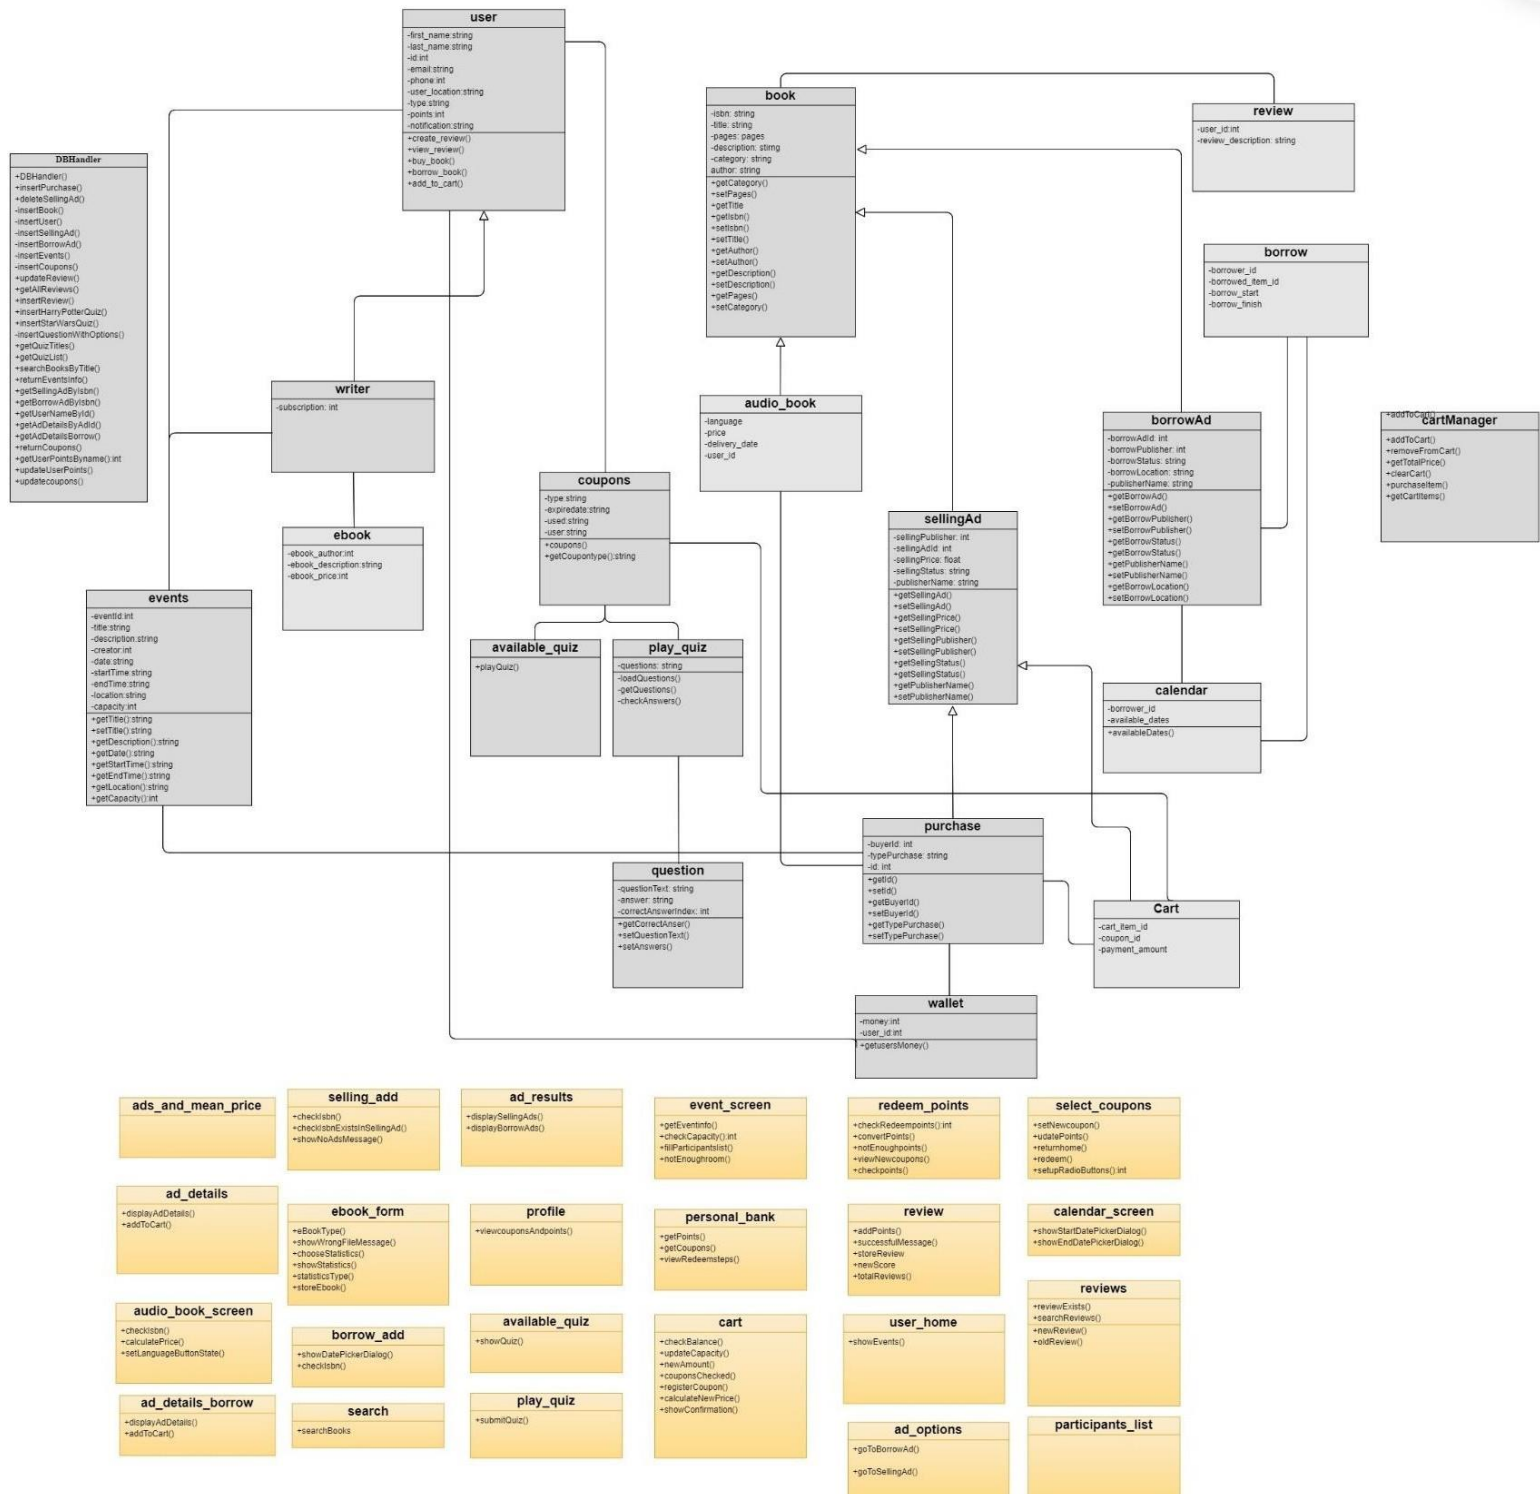 user
-first_name:string
-last_name:string
-id:int
-email:string
-phone:int
-user_location:string
-type:string
-points:int
-notification:string
+create_review()
+view_review()
+buy_book()
+borrow_book()
+add_to_cart()
book
-isbn: string
-title: string
-pages: pages
-description: stirng
-category: string
author: string
+getCategory()
+setPages()
+getTitle
+getIsbn()
+setIsbn()
+setTitle()
+getAuthor()
+setAuthor()
+getDescription()
+setDescription()
+getPages()
+setCategory()
review
-user_id:int
-review_description: string
DBHandler
+DBHandler()
+insertPurchase()
+deleteSellingAd()
-insertBook()
-insertUser()
-insertSellingAd()
-insertBorrowAd()
-insertEvents()
-insertCoupons()
+updateReview()
+getAllReviews()
+insertReview()
+insertHarryPotterQuiz()
+insertStarWarsQuiz()
-insertQuestionWithOptions()
+getQuizTitles()
+getQuizList()
+searchBooksByTitle()
+returnEventsInfo()
+getSellingAdByIsbn()
+getBorrowAdByIsbn()
+getUserNameById()
+getAdDetailsByAdId()
+getAdDetailsBorrow()
+returnCoupons()
+getUserPointsByname():int
+updateUserPoints()
+updatecoupons()
borrow
-borrower_id
-borrowed_item_id
-borrow_start
-borrow_finish
writer
-subscription: int
audio_book
-language
-price
-delivery_date
-user_id
borrowAd
-borrowAdId: int
-borrowPublisher: int
-borrowStatus: string
-borrowLocation: string
-publisherName: string
+getBorrowAd()
+setBorrowAd()
+getBorrowPublisher()
+setBorrowPublisher()
+getBorrowStatus()
+getBorrowStatus()
+getPublisherName()
+setPublisherName()
+getBorrowLocation()
+setBorrowLocation()
+addToCart()
cartManager
+addToCart()
+removeFromCart()
+getTotalPrice()
+clearCart()
+purchaseItem()
+getCartItems()
coupons
-type:string
-expiredate:string
-used:string
-user:string
+coupons()
+getCoupontype():string
sellingAd
-sellingPublisher: int
-sellingAdId: int
-sellingPrice: float
-sellingStatus: string
-publisherName: string
+getSellingAd()
+setSellingAd()
+getSellingPrice()
+setSellingPrice()
+getSellingPublisher()
+setSellingPublisher()
+getSellingStatus()
+getSellingStatus()
+getPublisherName()
+setPublisherName()
ebook
-ebook_author:int
-ebook_description:string
-ebook_price:int
events
-eventId:int
-title:string
-description:string
-creator:int
-date:string
-startTime:string
-endTime:string
-location:string
-capacity:int
+getTitle():string
+setTitle():string
+getDescription():string
+getDate():string
+getStartTime():string
+getEndTime():string
+getLocation():string
+getCapacity():int
available_quiz
+playQuiz()
play_quiz
-questions: string
-loadQuestions()
-getQuestions()
-checkAnswers()
calendar
-borrower_id
-available_dates
+availableDates()
purchase
-buyerId: int
-typePurchase: string
-id: int
+getId()
+setId()
+getBuyerId()
+setBuyerId()
+getTypePurchase()
+setTypePurchase()
question
-questionText: string
-answer: string
-correctAnswerIndex: int
+getCorrectAnser()
+setQuestionText()
+setAnswers()
Cart
-cart_item_id
-coupon_id
-payment_amount
wallet
-money:int
-user_id:int
+getusersMoney()
ads_and_mean_price
selling_add
+checkIsbn()
+checkIsbnExistsInSellingAd()
+showNoAdsMessage()
ad_results
+displaySellingAds()
+displayBorrowAds()
event_screen
+getEventinfo()
+checkCapacity():int
+fillParticipantslist()
+notEnoughroom()
redeem_points
+checkRedeempoints():int
+convertPoints()
+notEnoughpoints()
+viewNewcoupons()
+checkpoints()
select_coupons
+setNewcoupon()
+udatePoints()
+returnhome()
+redeem()
+setupRadioButtons():int
ad_details
+displayAdDetails()
+addToCart()
ebook_form
+eBookType()
+showWrongFileMessage()
+chooseStatistics()
+showStatistics()
+statisticsType()
+storeEbook()
profile
+viewcouponsAndpoints()
personal_bank
+getPoints()
+getCoupons()
+viewRedeemsteps()
review
+addPoints()
+successfulMessage()
+storeReview
+newScore
+totalReviews()
calendar_screen
+showStartDatePickerDialog()
+showEndDatePickerDialog()
audio_book_screen
+checkIsbn()
+calculatePrice()
+setLanguageButtonState()
borrow_add
+showDatePickerDialog()
+checkIsbn()
available_quiz
+showQuiz()
cart
+checkBalance()
+updateCapacity()
+newAmount()
+couponsChecked()
+registerCoupon()
+calculateNewPrice()
+showConfirmation()
user_home
+showEvents()
reviews
+reviewExists()
+searchReviews()
+newReview()
+oldReview()
ad_details_borrow
+displayAdDetails()
+addToCart()
search
+searchBooks
play_quiz
+submitQuiz()
ad_options
+goToBorrowAd()
+goToSellingAd()
participants_list